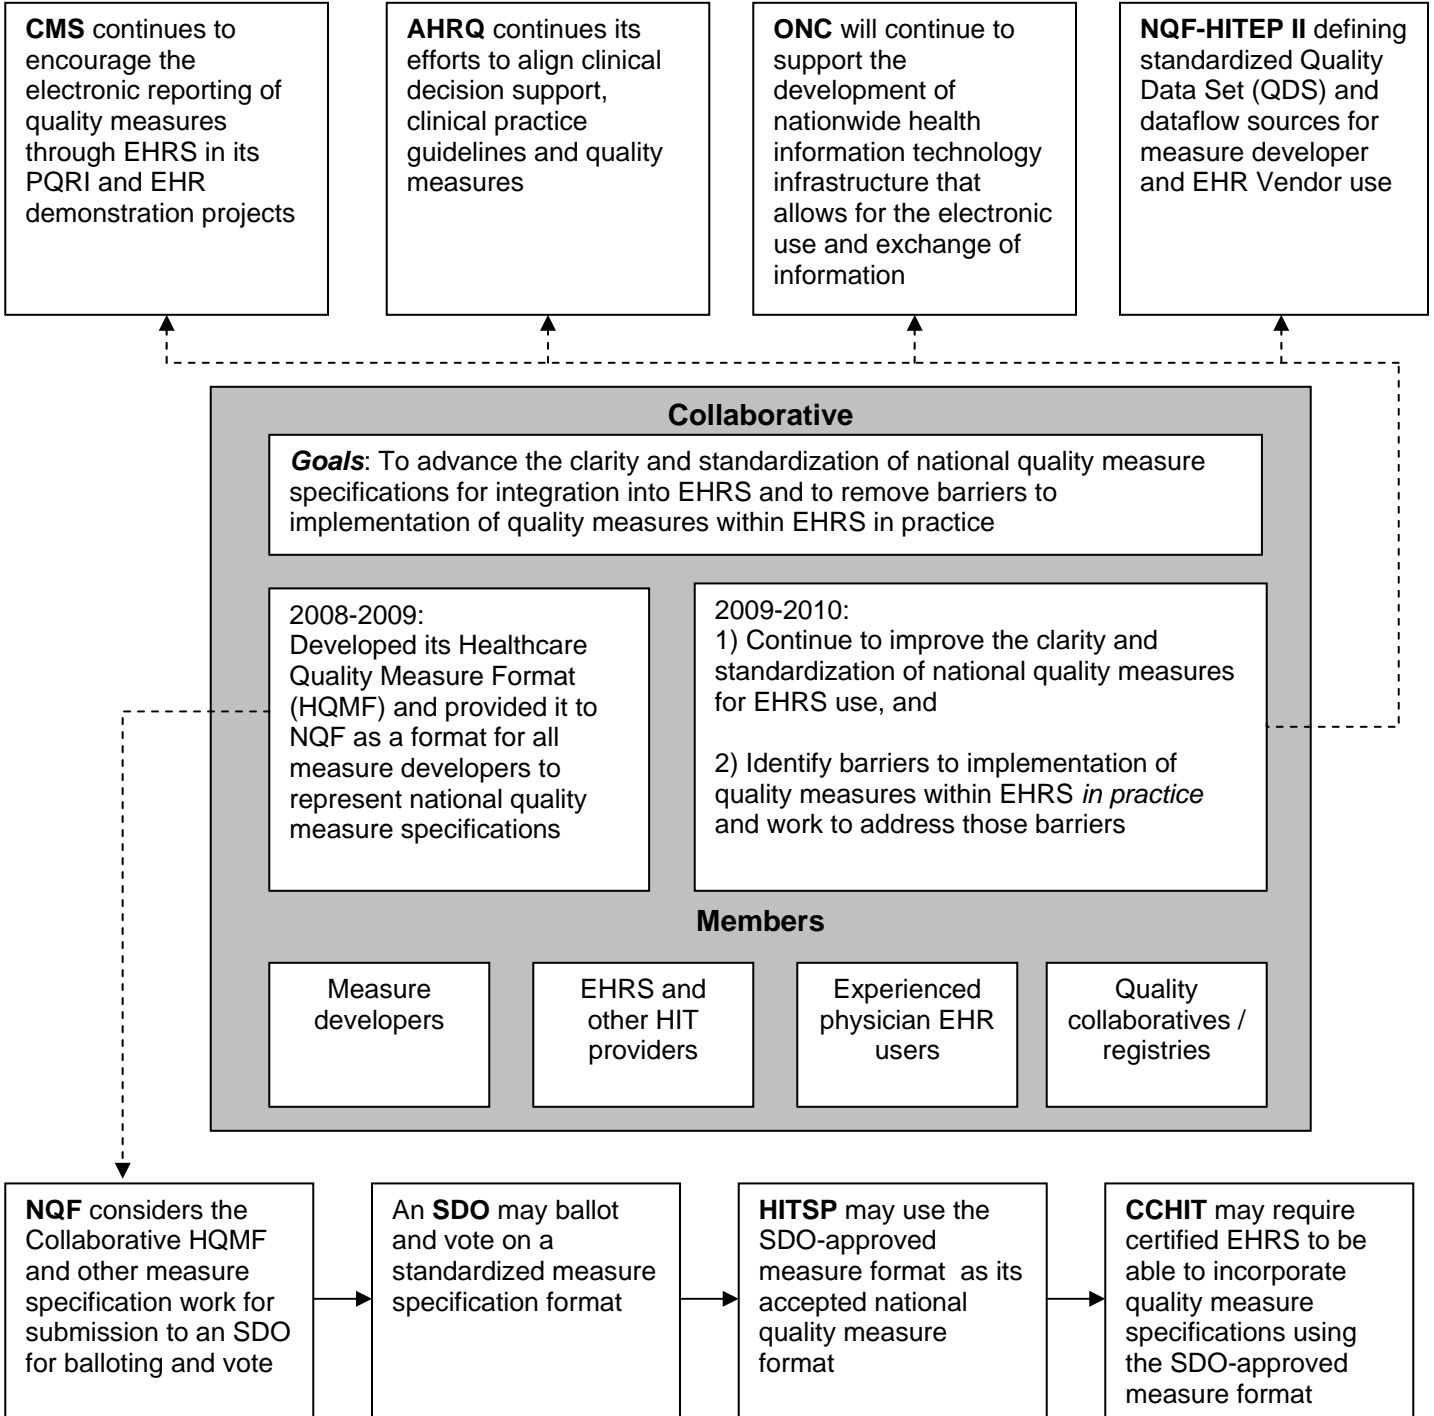 CMS continues to
encourage the
electronic reporting of
quality measures
through EHRS in its
PQRI and EHR
demonstration projects
AHRQ continues its
efforts to align clinical
decision support,
clinical practice
guidelines and quality
measures
ONC will continue to
support the
development of
nationwide health
information technology
infrastructure that
allows for the electronic
use and exchange of
information
NQF-HITEP II defining
standardized Quality
Data Set (QDS) and
dataflow sources for
measure developer
and EHR Vendor use
Collaborative
Goals: To advance the clarity and standardization of national quality measure
specifications for integration into EHRS and to remove barriers to
implementation of quality measures within EHRS in practice
2008-2009:
Developed its Healthcare
Quality Measure Format
(HQMF) and provided it to
NQF as a format for all
measure developers to
represent national quality
measure specifications
2009-2010:
1) Continue to improve the clarity and
standardization of national quality measures
for EHRS use, and
2) Identify barriers to implementation of
quality measures within EHRS in practice
and work to address those barriers
Members
Measure
developers
EHRS and
other HIT
providers
Experienced
physician EHR
users
Quality
collaboratives /
registries
NQF considers the
Collaborative HQMF
and other measure
specification work for
submission to an SDO
for balloting and vote
An SDO may ballot
and vote on a
standardized measure
specification format
HITSP may use the
SDO-approved
measure format as its
accepted national
quality measure
format
CCHIT may require
certified EHRS to be
able to incorporate
quality measure
specifications using
the SDO-approved
measure format